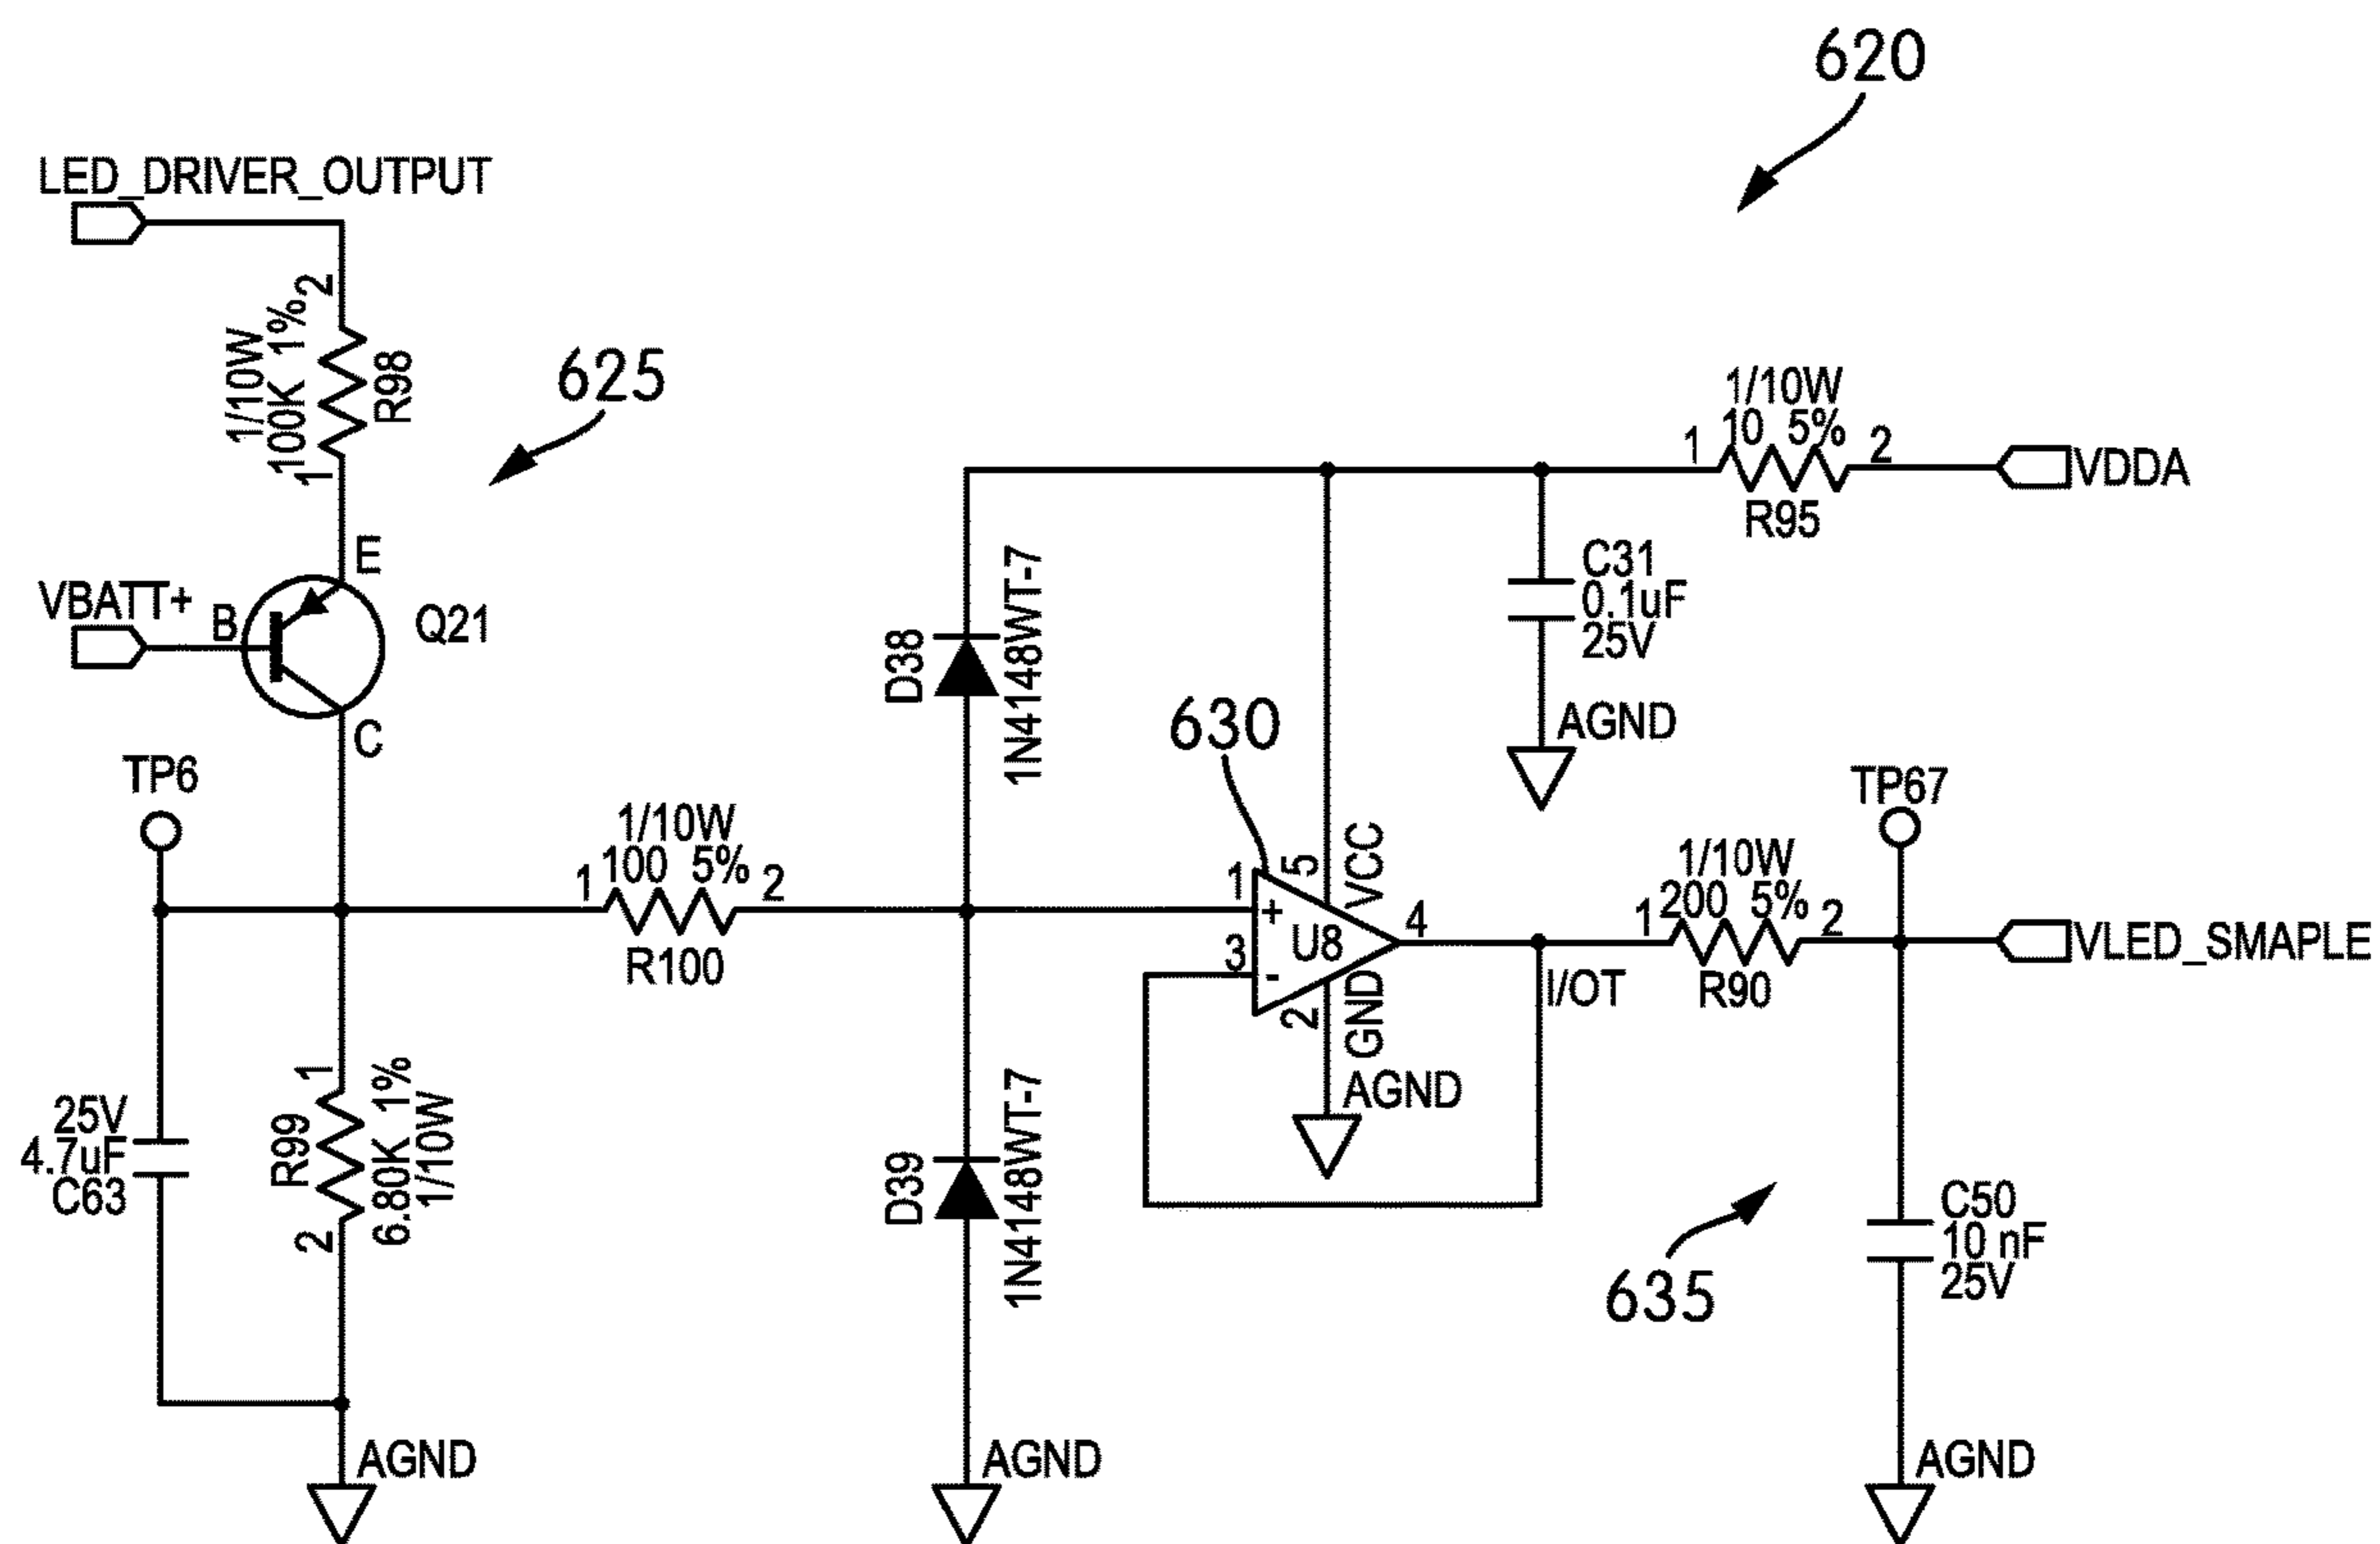 620
LED_DRIVER_OUTPUT
2
1/10W
100K 1%
1
R98
625
E
VBATT+
B
Q21
C
TP6
1/10W
1 100 5% 2
R100
25V
4.7uF
C63
1
R99
6.80K 1%
1/10W
2
AGND
D38
1N4148WT-7
D39
1N4148WT-7
AGND
1/10W
1 10 5% 2
VDDA
R95
C31
0.1uF
25V
AGND
630
1
+
5
VCC
U8
4
3
-
2
GND
AGND
I/OT
1/10W
1 200 5% 2
R90
TP67
VLED_SMAPLE
635
C50
10 nF
25V
AGND